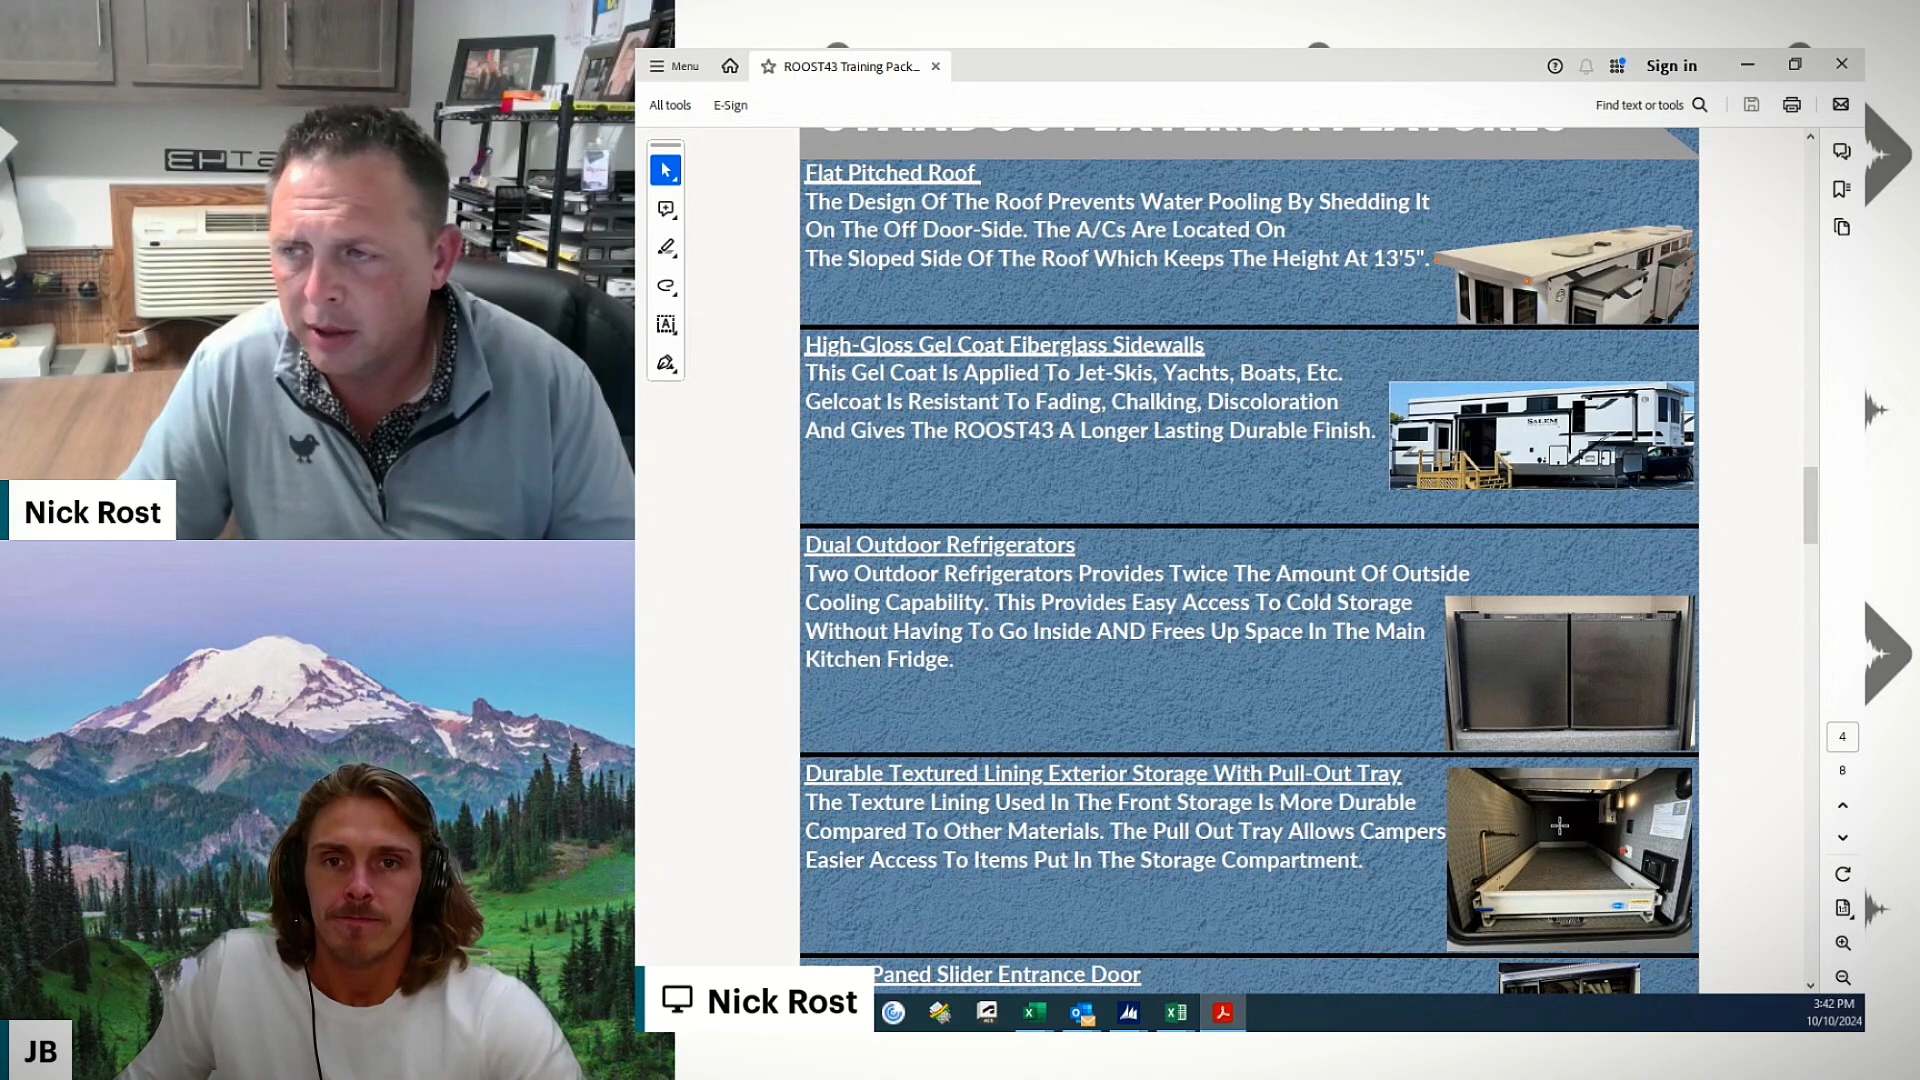 Menu
ROOST43 Training Pack...
Sign in
All tools
E-Sign
Find text or tools
STANDOUT EXTERIOR FEATURES
Flat Pitched Roof
The Design Of The Roof Prevents Water Pooling By Shedding It
On The Off Door-Side. The A/Cs Are Located On
The Sloped Side Of The Roof Which Keeps The Height At 13'5".
High-Gloss Gel Coat Fiberglass Sidewalls
This Gel Coat Is Applied To Jet-Skis, Yachts, Boats, Etc.
Gelcoat Is Resistant To Fading, Chalking, Discoloration
And Gives The ROOST43 A Longer Lasting Durable Finish.
SALEM
Dual Outdoor Refrigerators
Two Outdoor Refrigerators Provides Twice The Amount Of Outside
Cooling Capability. This Provides Easy Access To Cold Storage
Without Having To Go Inside AND Frees Up Space In The Main
Kitchen Fridge.
Durable Textured Lining Exterior Storage With Pull-Out Tray
The Texture Lining Used In The Front Storage Is More Durable
Compared To Other Materials. The Pull Out Tray Allows Campers
Easier Access To Items Put In The Storage Compartment.
Paned Slider Entrance Door
4
8
3:42 PM
10/10/2024
Nick Rost
Nick Rost
JB